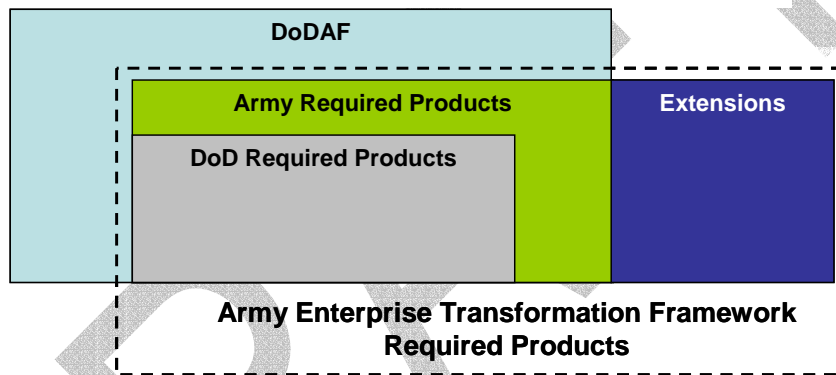 DoDAF
Army Required Products
Extensions
DoD Required Products
Army Enterprise Transformation Framework
Required Products